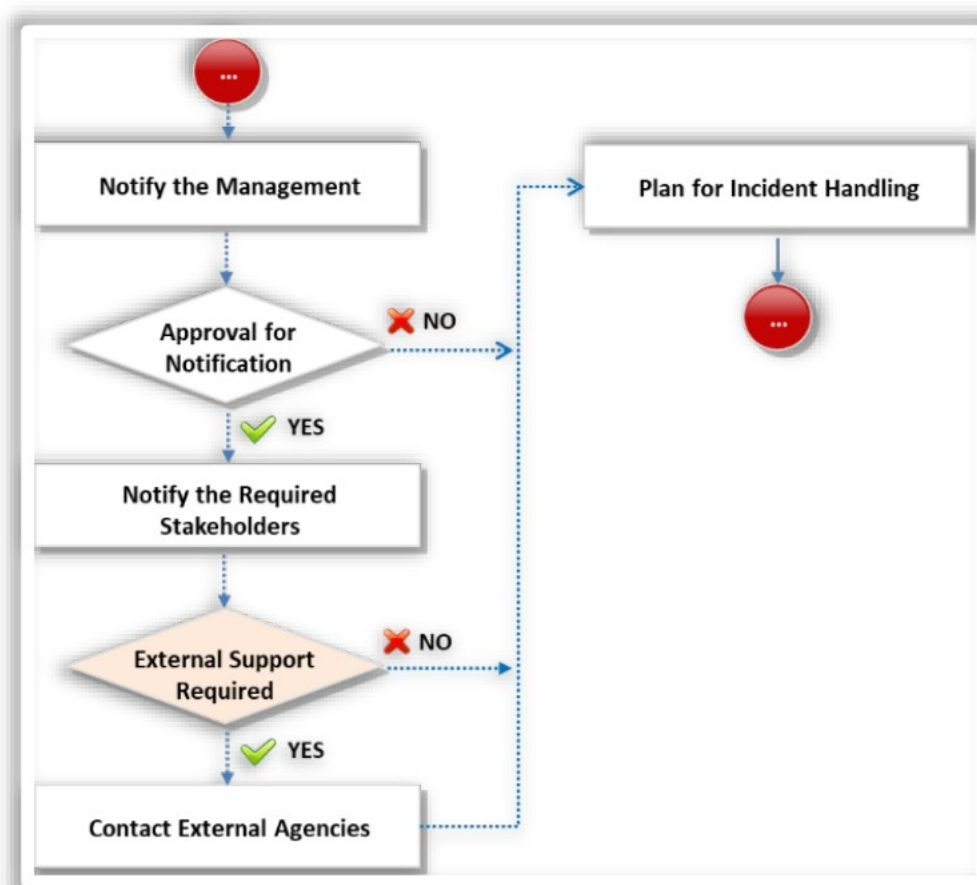 ...
Notify the Management
Plan for Incident Handling
Approval for
Notification
NO
...
YES
Notify the Required
Stakeholders
External Support
Required
NO
YES
Contact External Agencies